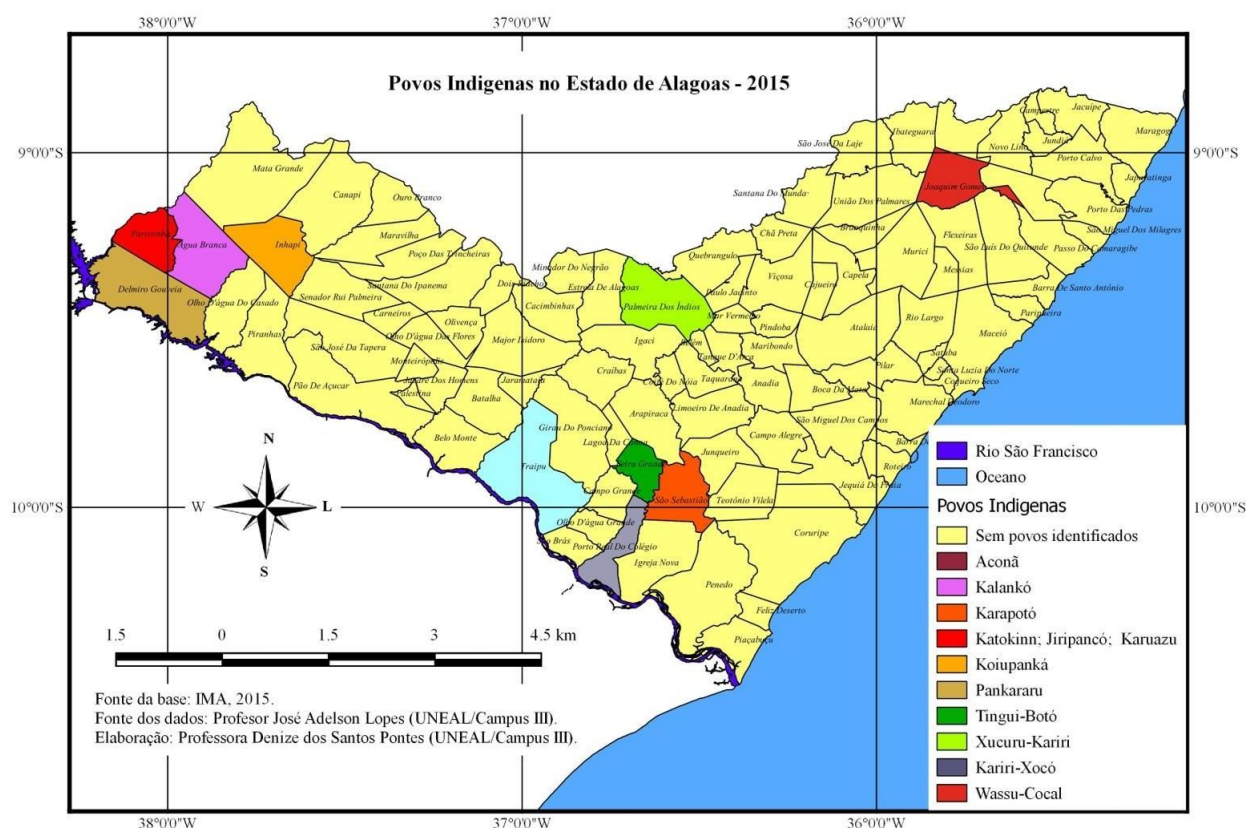 38°0'0"W
37°0'0"W
36°0'0"W
Povos Indigenas no Estado de Alagoas - 2015
9°0'0"S
9°0'0"S
10°0'0"S
10°0'0"S
Campestre
Jacuipe
Ibateguara
Maragogi
São José Da Laje
Novo Lino
Jundiá
Porto Calvo
Mata Grande
Canapi
Ouro Branco
Santana Do Munda
Joaquim Gomes
Japaratinga
União Dos Palmares
Porto Das Pedras
Pariconha
Água Branca
Inhapi
Maravilha
Chã Preta
Branquinha
Flexeiras
São Miguel Dos Milagres
Poço Das Trincheiras
Quebrangulo
Murici
São Luís Do Quitunde
Passo De Camaragibe
Minador Do Negrão
Viçosa
Capela
Messias
Delmiro Gouveia
Santana Do Ipanema
Estrela De Alagoas
Cajueiro
Barra De Santo Antônio
Olho D'água Do Casado
Senador Rui Palmeira
Cacimbinhas
Palmeira Dos Índios
Paulo Jacinto
Carneiros
Mar Vermelho
Rio Largo
Paripueira
Olivença
Pindoba
Atalaia
Maceió
Piranhas
Olho D'água Das Flores
Major Isidoro
Igaci
Belém
Maribondo
São José Da Tapera
Tanque D'Arca
Satuba
Monteirópolis
Craíbas
Pilar
Santa Luzia Do Norte
Pão De Açucar
Jacaré Dos Homens
Jaramataia
Coité Do Nóia
Taquarana
Anadia
Coqueiro Seco
Palestina
Batalha
Boca Da Mata
Marechal Deodoro
Arapiraca
Limoeiro De Anadia
São Miguel Dos Campos
Girau Do Ponciano
Belo Monte
Lagoa Da Canoa
Campo Alegre
Barra De
Junqueiro
Feira Grande
Roteiro
Traipu
Jequiá Da Praia
Campo Grande
São Sebastião
Teotônio Vilela
Olho D'água Grande
Coruripe
São Brás
Porto Real Do Colégio
Igreja Nova
Penedo
Feliz Deserto
Piaçabuçu
N
W
L
S
1.5
0
1.5
3
4.5 km
Fonte da base: IMA, 2015.
Fonte dos dados: Profesor José Adelson Lopes (UNEAL/Campus III).
Elaboração: Professora Denize dos Santos Pontes (UNEAL/Campus III).
Rio São Francisco
Oceano
Povos Indigenas
Sem povos identificados
Aconã
Kalankó
Karapotó
Katokinn; Jiripancó; Karuazu
Koiupanká
Pankararu
Tingui-Botó
Xucuru-Kariri
Kariri-Xocó
Wassu-Cocal
38°0'0"W
37°0'0"W
36°0'0"W